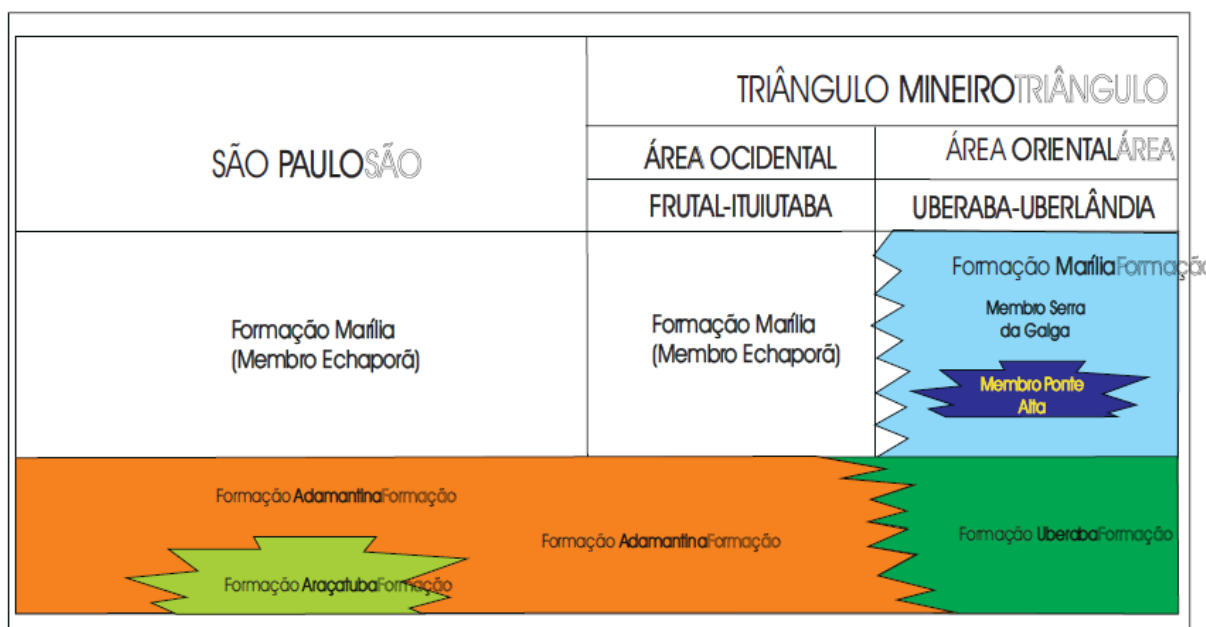 TRIÂNGULO MINEIROTRIÂNGULO
SÃO PAULOSÃO
ÁREA OCIDENTAL
ÁREA ORIENTALÁREA
FRUTAL-ITUIUTABA
UBERABA-UBERLÂNDIA
Formação Marília
(Membro Echaporã)
Formação Marília
(Membro Echaporã)
Formação MaríliaFormação
Membro Serra
da Galga
Membro Ponte
Alta
Formação AdamantinaFormação
Formação AdamantinaFormação
Formação UberabaFormação
Formação AraçatubaFormação